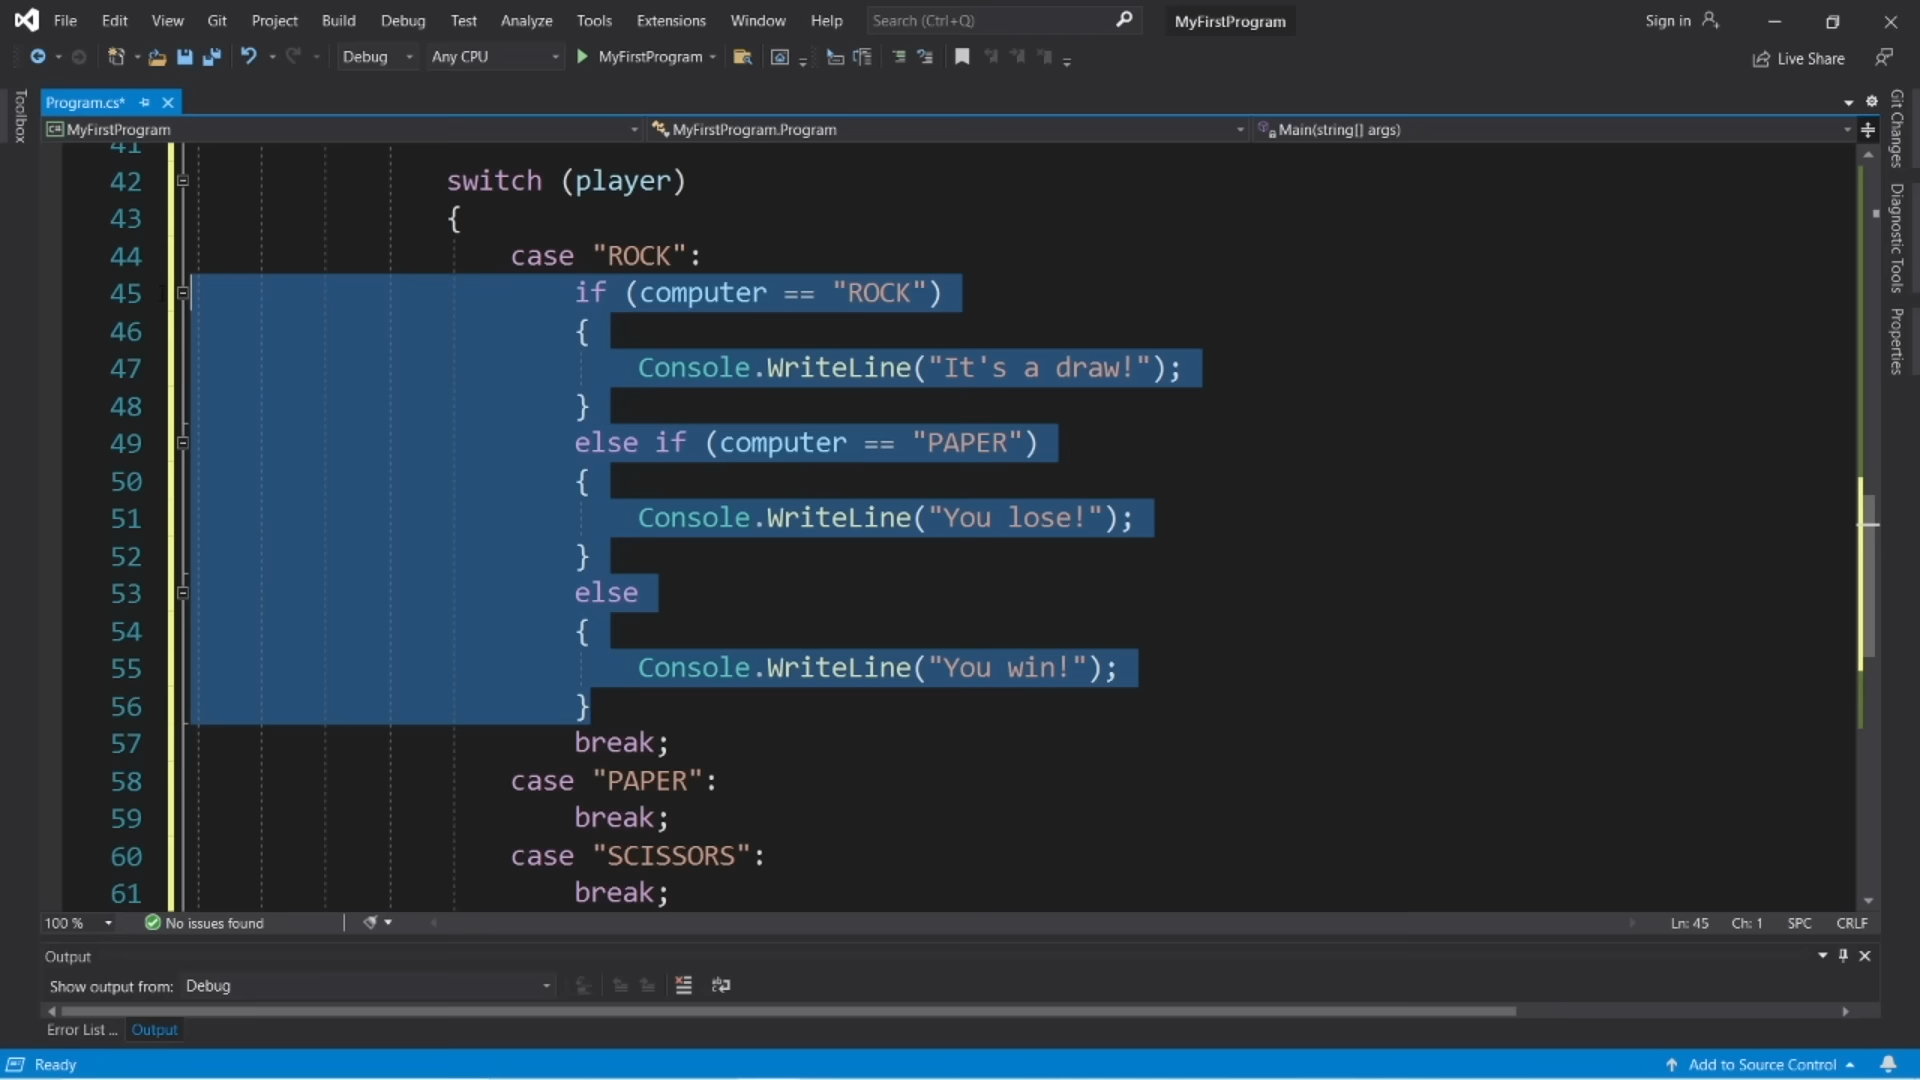 File Edit View Git Project Build Debug Test Analyze Tools Extensions Window Help Search (Ctrl+Q) MyFirstProgram Sign in
Debug Any CPU MyFirstProgram Live Share
Toolbox
Program.cs*
MyFirstProgram MyFirstProgram.Program Main(string[] args)
Git Changes
Diagnostic Tools
Properties
41
42 switch (player)
43 {
44 case "ROCK":
45 if (computer == "ROCK")
46 {
47 Console.WriteLine("It's a draw!");
48 }
49 else if (computer == "PAPER")
50 {
51 Console.WriteLine("You lose!");
52 }
53 else
54 {
55 Console.WriteLine("You win!");
56 }
57 break;
58 case "PAPER":
59 break;
60 case "SCISSORS":
61 break;
100 % No issues found Ln: 45 Ch: 1 SPC CRLF
Output
Show output from: Debug
Error List ... Output
Ready Add to Source Control